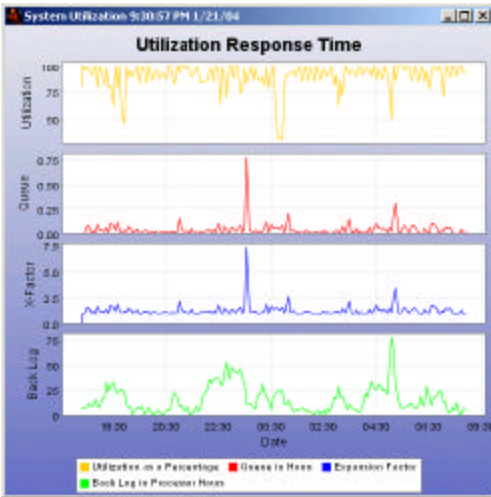 System Utilization 9:30:57 PM 1/21/04
Utilization Response Time
100
75
50
Utilization
0.75
0.50
0.25
0.00
Queue
7.5
5.0
2.5
0.0
X-Factor
75
50
25
0
Back Log
18:30 20:30 22:30 00:30 02:30 04:30
Date
Utilization as a Percentage Queue in Hours Expansion Factor
Back Log in Processor Hours